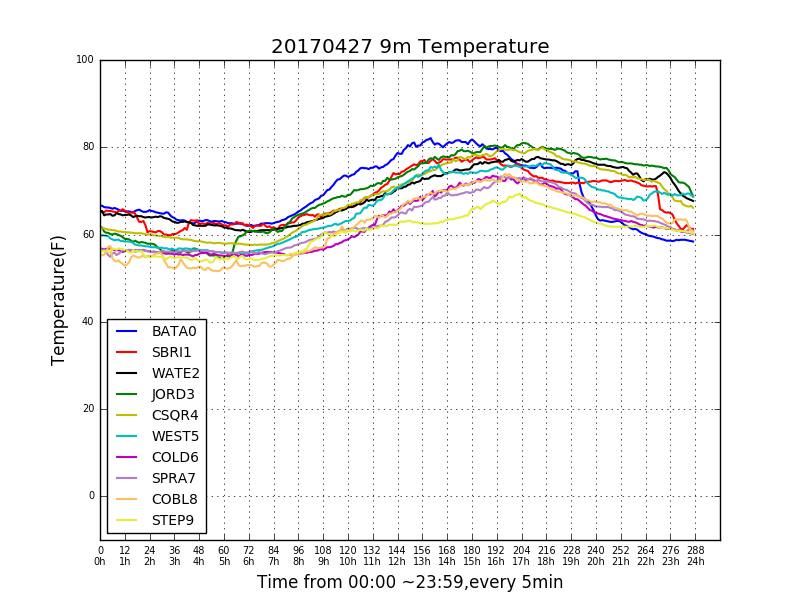 20170427 9m Temperature
100
80
60
40
20
0
Temperature(F)
BATA0
SBRI1
WATE2
JORD3
CSQR4
WEST5
COLD6
SPRA7
COBL8
STEP9
0 12 24 36 48 60 72 84 96 108 120 132 144 156 168 180 192 204 216 228 240 252 264 276 288
0h 1h 2h 3h 4h 5h 6h 7h 8h 9h 10h 11h 12h 13h 14h 15h 16h 17h 18h 19h 20h 21h 22h 23h 24h
Time from 00:00 ~23:59,every 5min